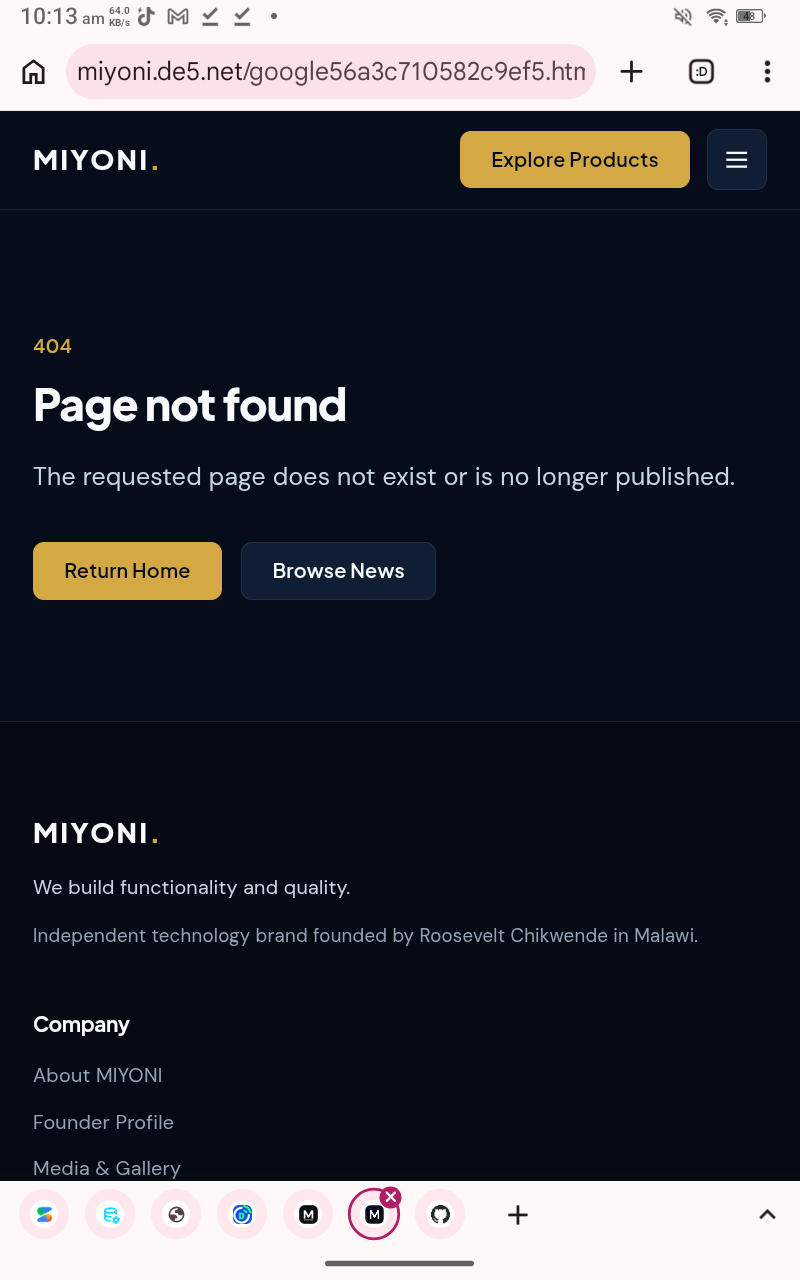 10:13 am 64.0 KB/s
48
miyoni.de5.net/google56a3c710582c9ef5.htm
:D
MIYONI.
Explore Products
404
Page not found
The requested page does not exist or is no longer published.
Return Home
Browse News
MIYONI.
We build functionality and quality.
Independent technology brand founded by Roosevelt Chikwende in Malawi.
Company
About MIYONI
Founder Profile
Media & Gallery
D M M